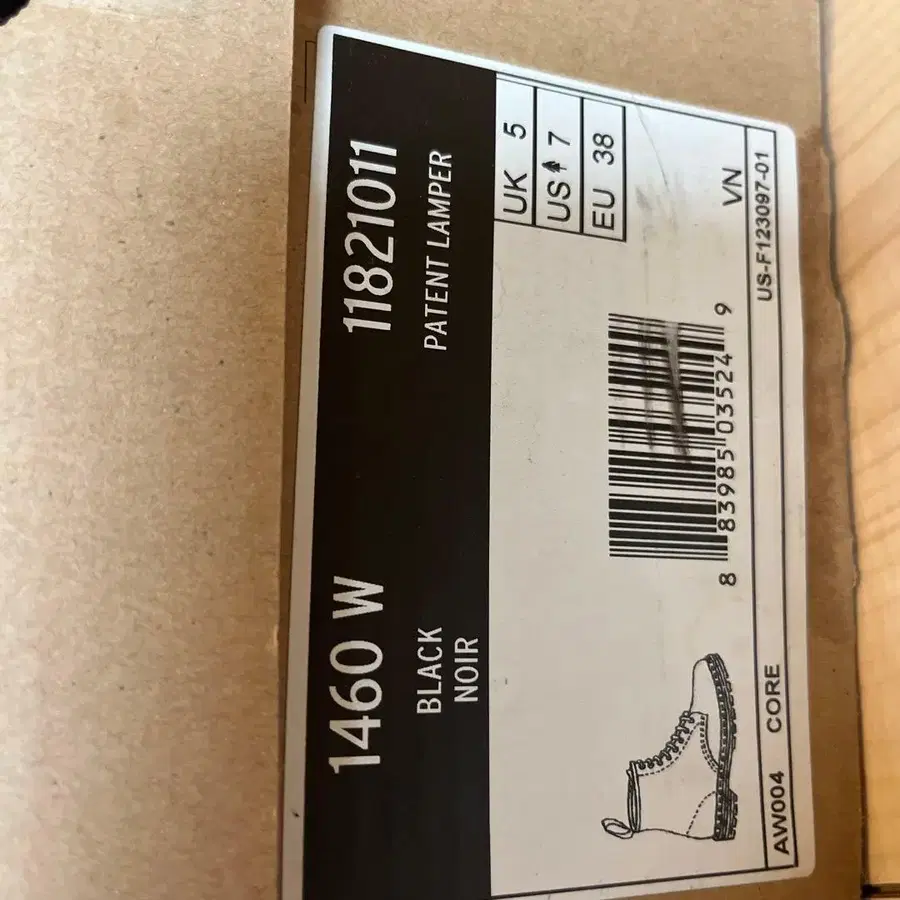 1460 W
11821011
BLACK
NOIR
PATENT LAMPER
UK 5
US 7
EU 38
8 83985 03524 9
VN
AW004 CORE US-F123097-01